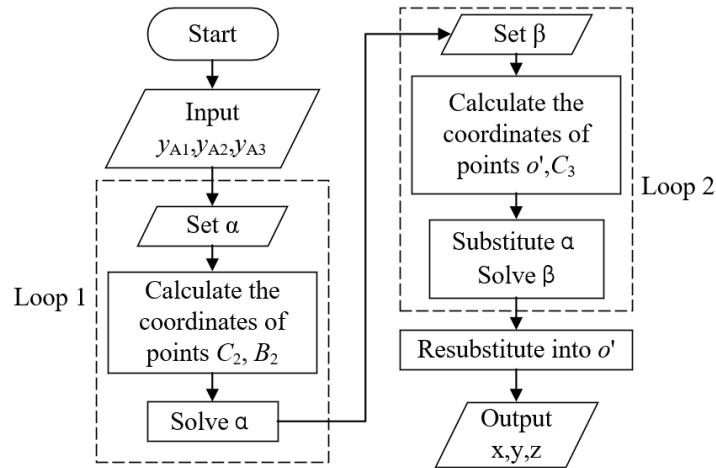 Start
Input
yA1,yA2,yA3
Loop 1
Set α
Calculate the
coordinates of
points C2, B2
Solve α
Set β
Calculate the
coordinates of
points o',C3
Loop 2
Substitute α
Solve β
Resubstitute into o'
Output
x,y,z